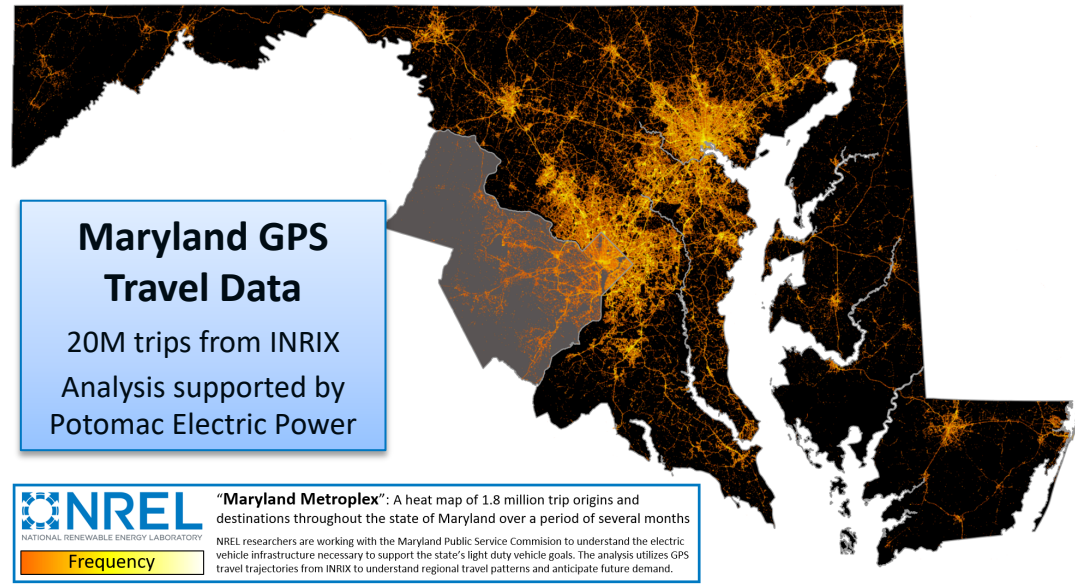 Maryland GPS
Travel Data
20M trips from INRIX
Analysis supported by
Potomac Electric Power
NREL
NATIONAL RENEWABLE ENERGY LABORATORY
Frequency
“Maryland Metroplex”: A heat map of 1.8 million trip origins and
destinations throughout the state of Maryland over a period of several months
NREL researchers are working with the Maryland Public Service Commision to understand the electric
vehicle infrastructure necessary to support the state’s light duty vehicle goals. The analysis utilizes GPS
travel trajectories from INRIX to understand regional travel patterns and anticipate future demand.